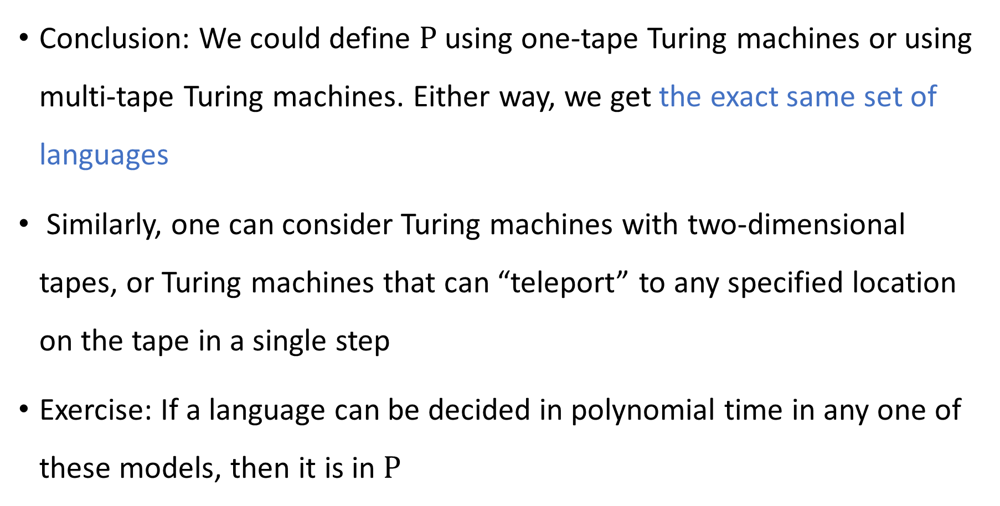 • Conclusion: We could define P using one-tape Turing machines or using
multi-tape Turing machines. Either way, we get the exact same set of
languages
• Similarly, one can consider Turing machines with two-dimensional
tapes, or Turing machines that can “teleport” to any specified location
on the tape in a single step
• Exercise: If a language can be decided in polynomial time in any one of
these models, then it is in P